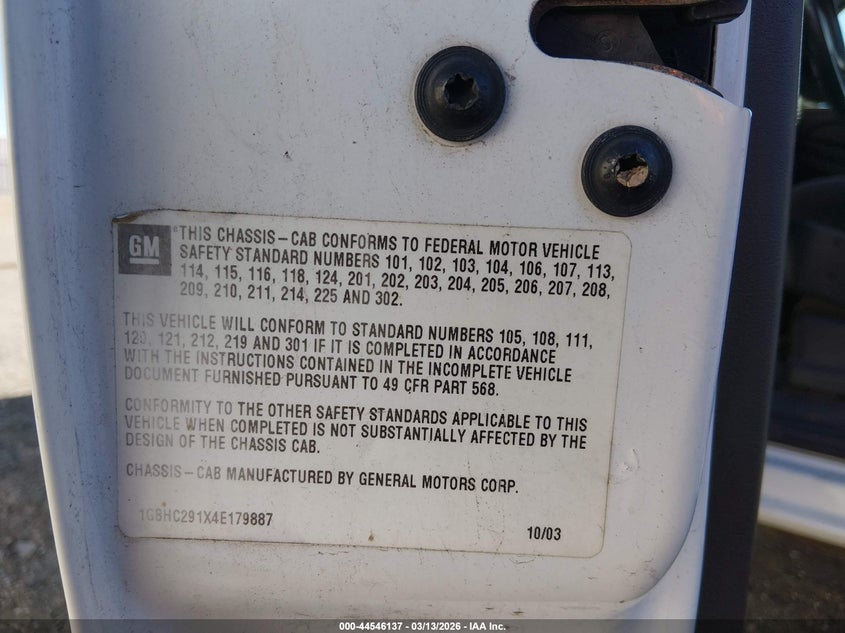 GM
®THIS CHASSIS-CAB CONFORMS TO FEDERAL MOTOR VEHICLE
SAFETY STANDARD NUMBERS 101, 102, 103, 104, 106, 107, 113,
114, 115, 116, 118, 124, 201, 202, 203, 204, 205, 206, 207, 208,
209, 210, 211, 214, 225 AND 302.
THIS VEHICLE WILL CONFORM TO STANDARD NUMBERS 105, 108, 111,
120, 121, 212, 219 AND 301 IF IT IS COMPLETED IN ACCORDANCE
WITH THE INSTRUCTIONS CONTAINED IN THE INCOMPLETE VEHICLE
DOCUMENT FURNISHED PURSUANT TO 49 CFR PART 568.
CONFORMITY TO THE OTHER SAFETY STANDARDS APPLICABLE TO THIS
VEHICLE WHEN COMPLETED IS NOT SUBSTANTIALLY AFFECTED BY THE
DESIGN OF THE CHASSIS CAB.
CHASSIS-CAB MANUFACTURED BY GENERAL MOTORS CORP.
1GBHC291X4E179887
10/03
000-44546137 - 03/13/2026 - IAA Inc.